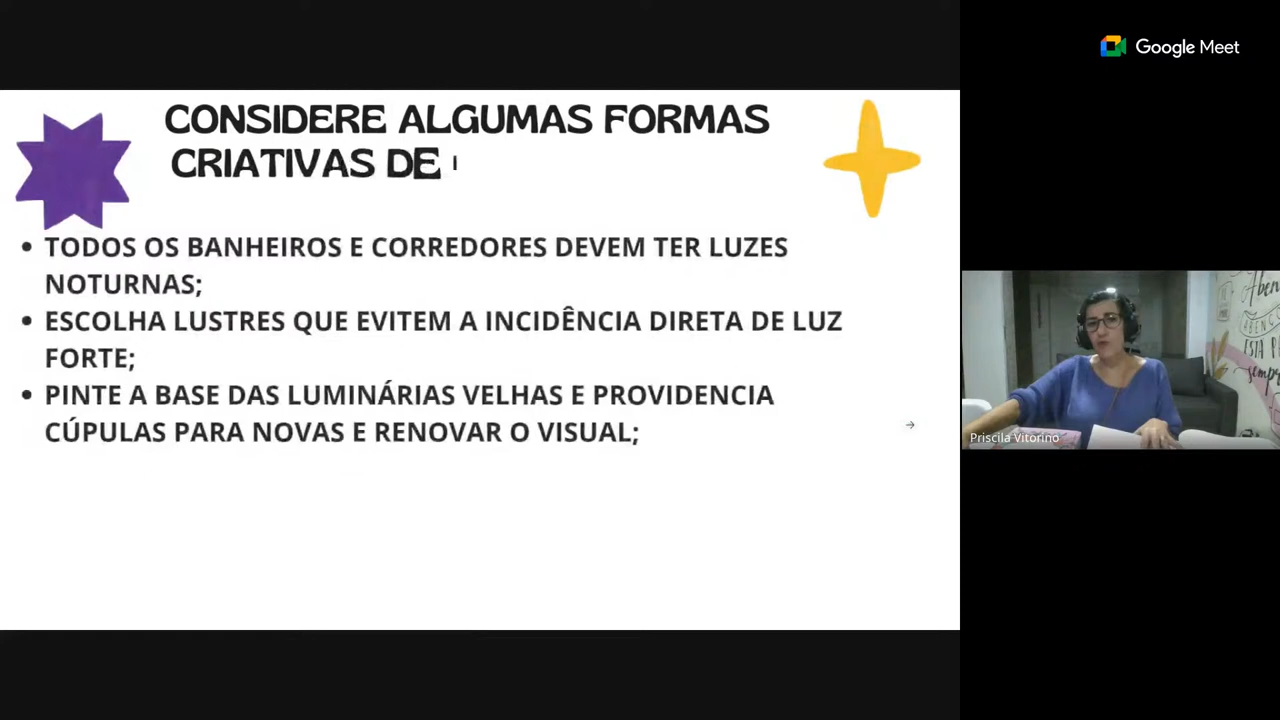 Google Meet
CONSIDERE ALGUMAS FORMAS
CRIATIVAS DE
• TODOS OS BANHEIROS E CORREDORES DEVEM TER LUZES
NOTURNAS;
• ESCOLHA LUSTRES QUE EVITEM A INCIDÊNCIA DIRETA DE LUZ
FORTE;
• PINTE A BASE DAS LUMINÁRIAS VELHAS E PROVIDENCIA
CÚPULAS PARA NOVAS E RENOVAR O VISUAL;
Priscila Vitorino